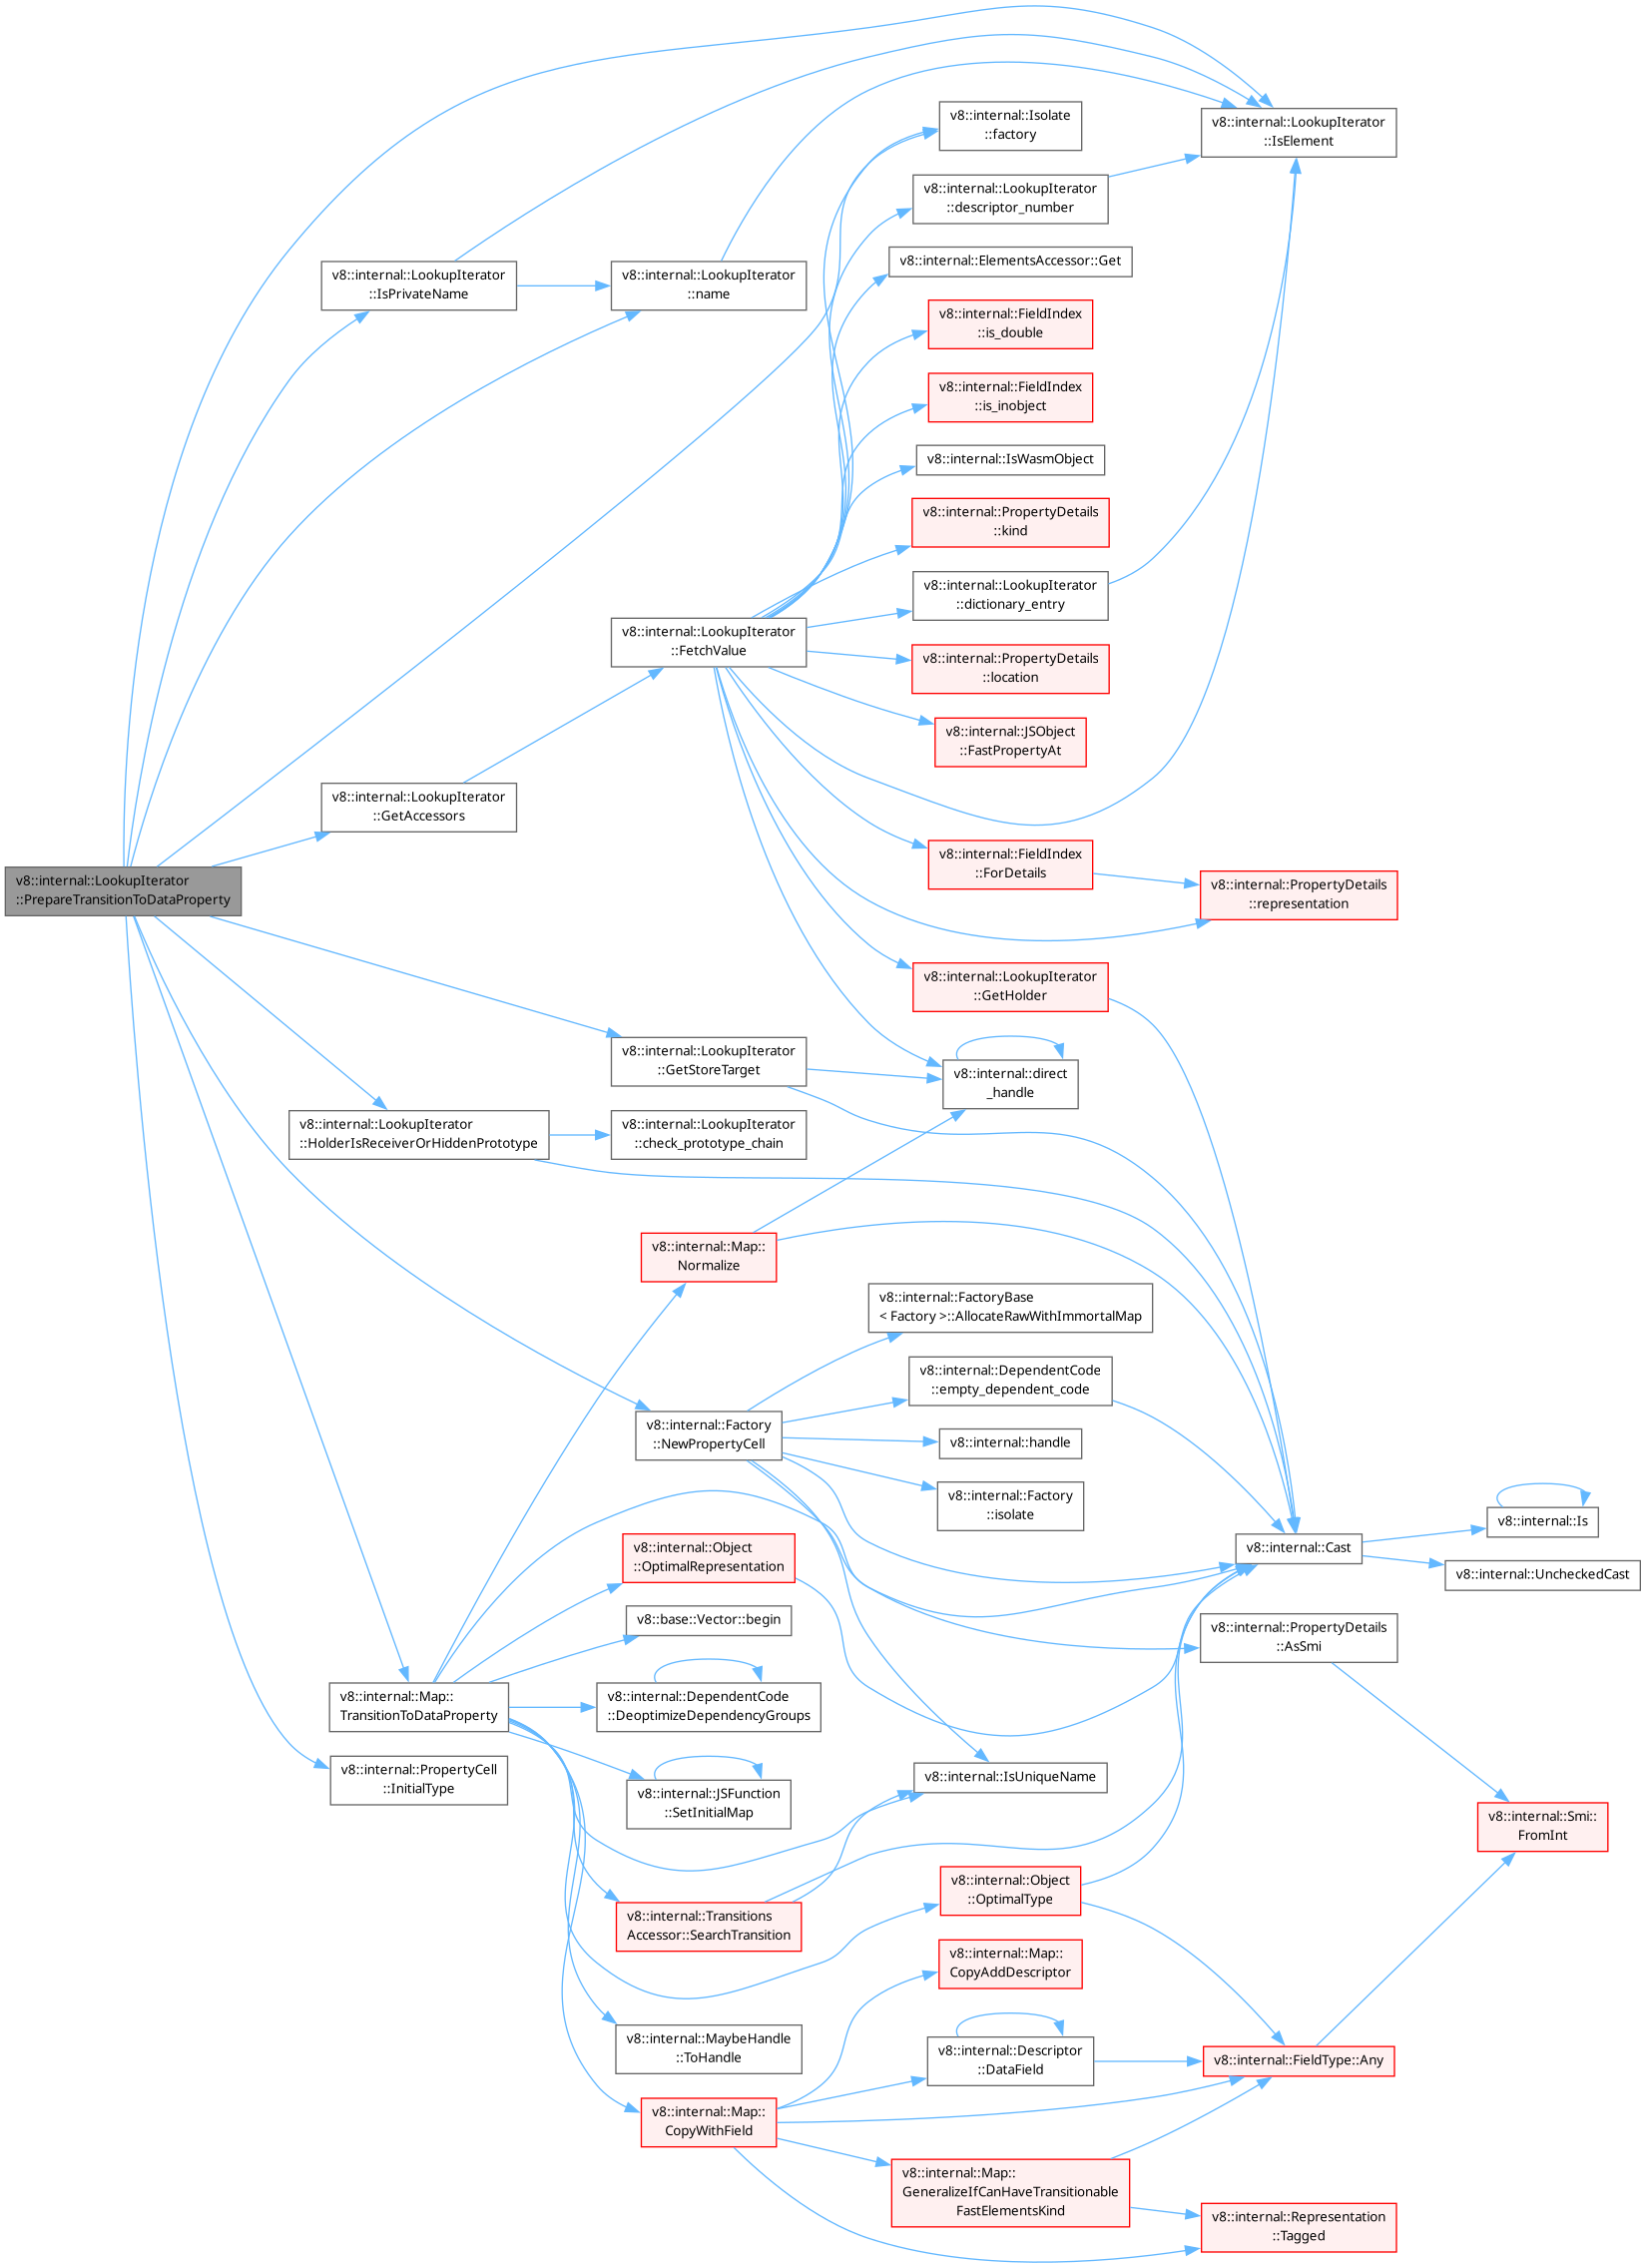 v8::internal::Isolate
::factory
v8::internal::LookupIterator
::IsElement
v8::internal::LookupIterator
::descriptor_number
v8::internal::ElementsAccessor::Get
v8::internal::LookupIterator
::IsPrivateName
v8::internal::LookupIterator
::name
v8::internal::FieldIndex
::is_double
v8::internal::FieldIndex
::is_inobject
v8::internal::IsWasmObject
v8::internal::PropertyDetails
::kind
v8::internal::LookupIterator
::dictionary_entry
v8::internal::LookupIterator
::FetchValue
v8::internal::PropertyDetails
::location
v8::internal::JSObject
::FastPropertyAt
v8::internal::LookupIterator
::GetAccessors
v8::internal::FieldIndex
::ForDetails
v8::internal::LookupIterator
::PrepareTransitionToDataProperty
v8::internal::PropertyDetails
::representation
v8::internal::LookupIterator
::GetHolder
v8::internal::LookupIterator
::GetStoreTarget
v8::internal::direct
_handle
v8::internal::LookupIterator
::HolderIsReceiverOrHiddenPrototype
v8::internal::LookupIterator
::check_prototype_chain
v8::internal::Map::
Normalize
v8::internal::FactoryBase
< Factory >::AllocateRawWithImmortalMap
v8::internal::DependentCode
::empty_dependent_code
v8::internal::Factory
::NewPropertyCell
v8::internal::handle
v8::internal::Factory
::isolate
v8::internal::Is
v8::internal::Cast
v8::internal::UncheckedCast
v8::internal::Object
::OptimalRepresentation
v8::base::Vector::begin
v8::internal::PropertyDetails
::AsSmi
v8::internal::Map::
TransitionToDataProperty
v8::internal::DependentCode
::DeoptimizeDependencyGroups
v8::internal::PropertyCell
::InitialType
v8::internal::JSFunction
::SetInitialMap
v8::internal::IsUniqueName
v8::internal::Smi::
FromInt
v8::internal::Object
::OptimalType
v8::internal::Transitions
Accessor::SearchTransition
v8::internal::Map::
CopyAddDescriptor
v8::internal::MaybeHandle
::ToHandle
v8::internal::Descriptor
::DataField
v8::internal::FieldType::Any
v8::internal::Map::
CopyWithField
v8::internal::Map::
GeneralizeIfCanHaveTransitionable
FastElementsKind
v8::internal::Representation
::Tagged